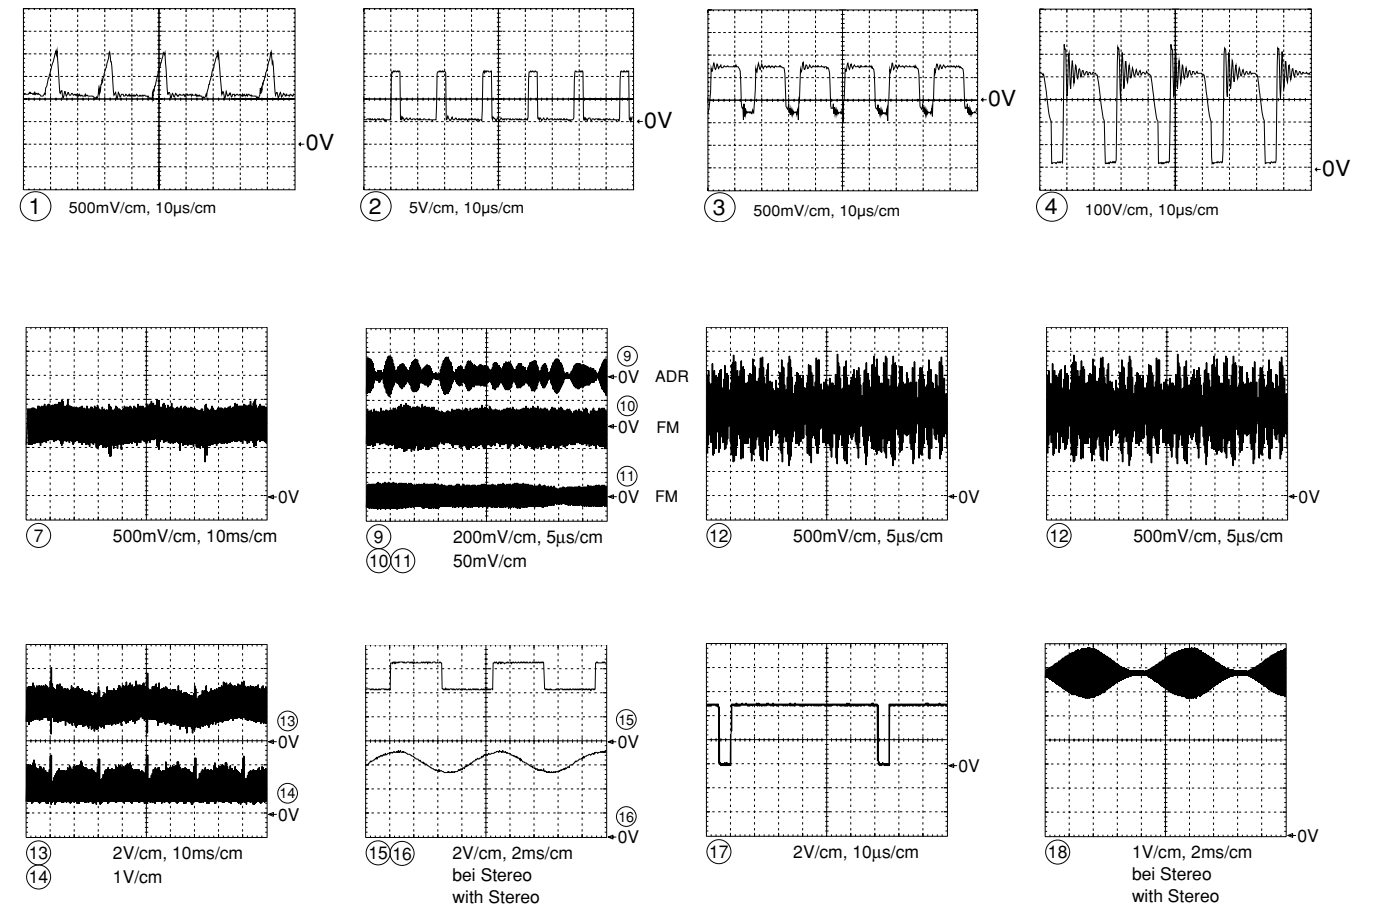 ←0V
←0V
←0V
←0V
1 500mV/cm, 10µs/cm
2 5V/cm, 10µs/cm
3 500mV/cm, 10µs/cm
4 100V/cm, 10µs/cm
9
←0V ADR
10
←0V FM
11
←0V FM
←0V
←0V
←0V
7 500mV/cm, 10ms/cm
9 200mV/cm, 5µs/cm
10 11 50mV/cm
12 500mV/cm, 5µs/cm
12 500mV/cm, 5µs/cm
13
←0V
14
←0V
15
←0V
16
←0V
←0V
←0V
13 2V/cm, 10ms/cm
14 1V/cm
15 16 2V/cm, 2ms/cm
bei Stereo
with Stereo
17 2V/cm, 10µs/cm
18 1V/cm, 2ms/cm
bei Stereo
with Stereo